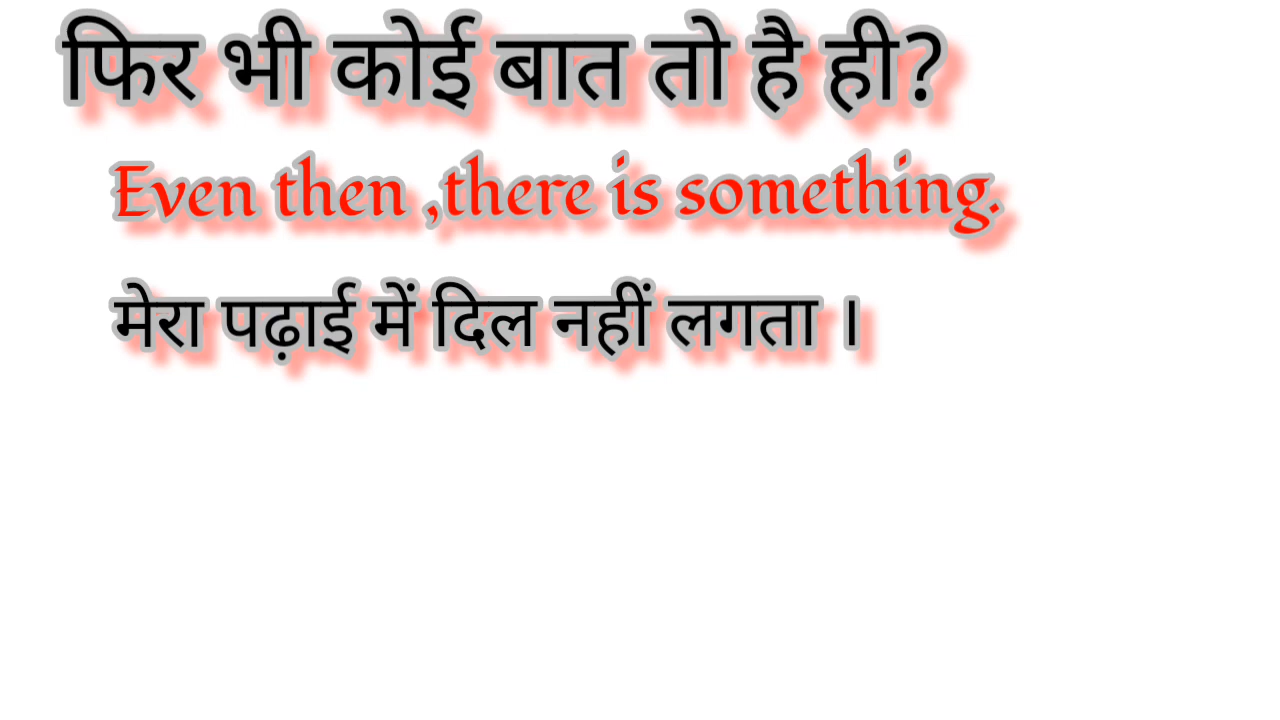 फिर भी कोई बात तो है ही?
Even then ,there is something.
मेरा पढ़ाई में दिल नहीं लगता ।